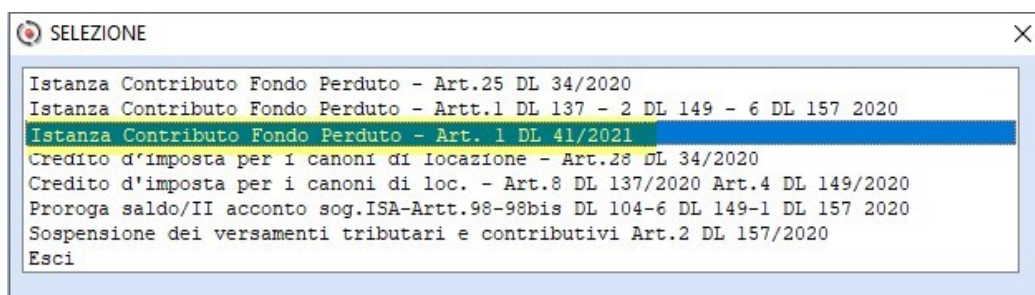 SELEZIONE
Istanza Contributo Fondo Perduto - Art.25 DL 34/2020
Istanza Contributo Fondo Perduto - Artt.1 DL 137 - 2 DL 149 - 6 DL 157 2020
Istanza Contributo Fondo Perduto - Art. 1 DL 41/2021
Credito d'imposta per i canoni di locazione - Art.28 DL 34/2020
Credito d'imposta per i canoni di loc. - Art.8 DL 137/2020 Art.4 DL 149/2020
Proroga saldo/II acconto sog.ISA-Artt.98-98bis DL 104-6 DL 149-1 DL 157 2020
Sospensione dei versamenti tributari e contributivi Art.2 DL 157/2020
Esci